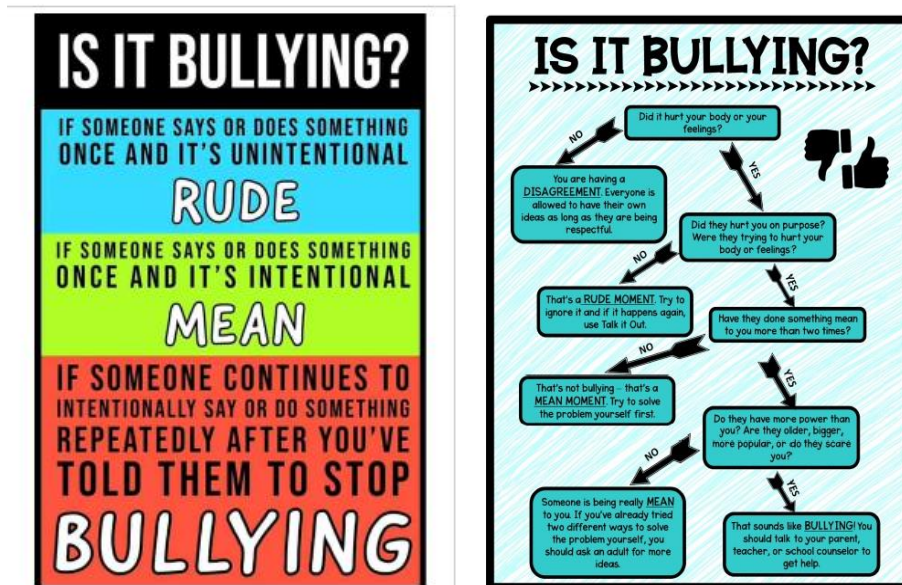 IS IT BULLYING?
IF SOMEONE SAYS OR DOES SOMETHING
ONCE AND IT'S UNINTENTIONAL
RUDE
IF SOMEONE SAYS OR DOES SOMETHING
ONCE AND IT'S INTENTIONAL
MEAN
IF SOMEONE CONTINUES TO
INTENTIONALLY SAY OR DO SOMETHING
REPEATEDLY AFTER YOU'VE
TOLD THEM TO STOP
BULLYING
IS IT BULLYING?
Did it hurt your body or your
feelings?
NO
YES
You are having a
DISAGREEMENT. Everyone is
allowed to have their own
ideas as long as they are being
respectful.
Did they hurt you on purpose?
Were they trying to hurt your
body or feelings?
NO
YES
That's a RUDE MOMENT. Try to
ignore it and if it happens again,
use Talk it Out.
Have they done something mean
to you more than two times?
NO
YES
That's not bullying – that's a
MEAN MOMENT. Try to solve
the problem yourself first.
Do they have more power than
you? Are they older, bigger,
more popular, or do they scare
you?
NO
YES
Someone is being really MEAN
to you. If you've already tried
two different ways to solve
the problem yourself, you
should ask an adult for more
ideas.
That sounds like BULLYING! You
should talk to your parent,
teacher, or school counselor to
get help.